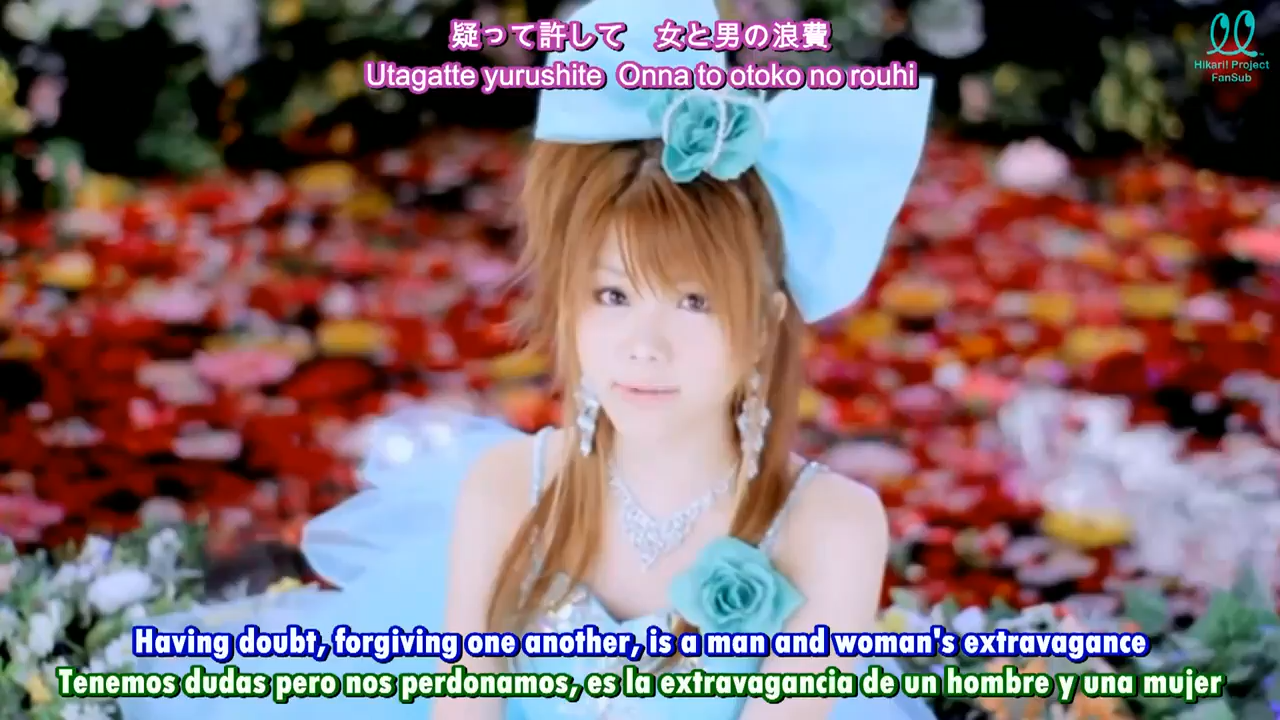 疑って許して　女と男の浪費
Utagatte yurushite Onna to otoko no rouhi
Hikari! Project
FanSub
Having doubt, forgiving one another, is a man and woman's extravagance
Tenemos dudas pero nos perdonamos, es la extravagancia de un hombre y una mujer